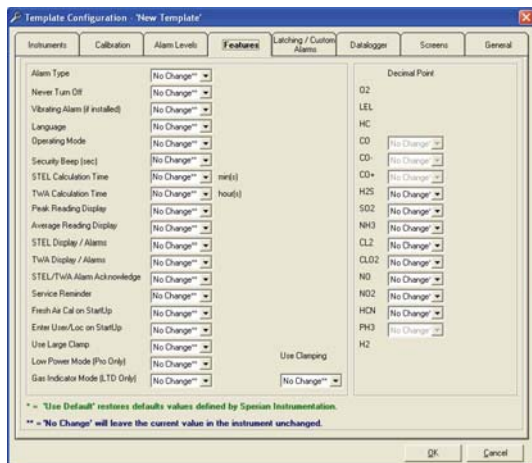 Template Configuration - 'New Template'
Instruments
Calibration
Alarm Levels
Features
Latching / Custom
Alarms
Datalogger
Screens
General
Alarm Type No Change**
Never Turn Off No Change**
Vibrating Alarm (if installed) No Change**
Language No Change**
Operating Mode No Change**
Security Beep (sec) No Change**
STEL Calculation Time No Change** min(s)
TWA Calculation Time No Change** hour(s)
Peak Reading Display No Change**
Average Reading Display No Change**
STEL Display / Alarms No Change**
TWA Display / Alarms No Change**
STEL/TWA Alarm Acknowledge No Change**
Service Reminder No Change**
Fresh Air Cal on StartUp No Change**
Enter User/Loc on StartUp No Change**
Use Large Clamp No Change**
Low Power Mode (Pro Only) No Change**
Gas Indicator Mode (LTD Only) No Change**
Use Clamping
No Change**
Decimal Point
O2
LEL
HC
CO No Change*
CO- No Change*
CO+ No Change*
H2S No Change*
SO2 No Change*
NH3 No Change*
CL2 No Change*
CLO2 No Change*
NO No Change*
NO2 No Change*
HCN No Change*
PH3 No Change*
H2
* = "Use Default" restores defaults values defined by Sperian Instrumentation.
** = 'No Change' will leave the current value in the instrument unchanged.
OK
Cancel